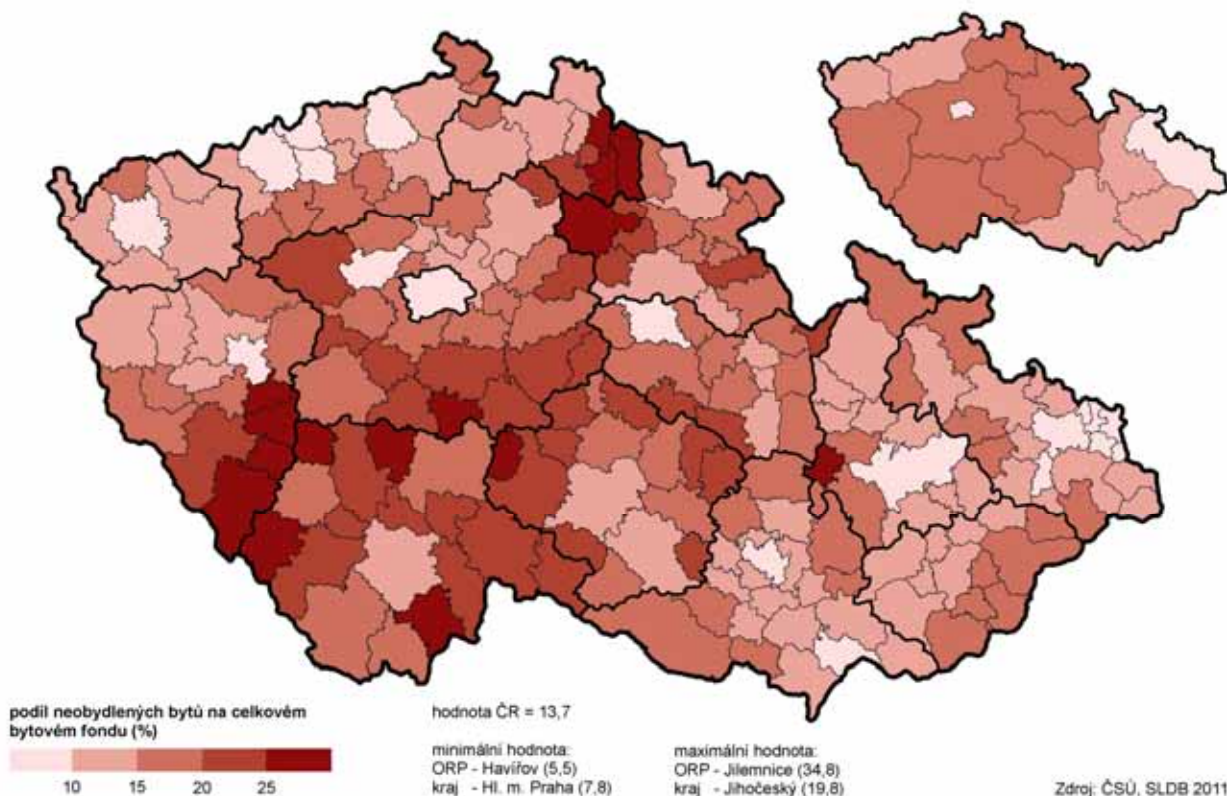 podíl neobydlených bytů na celkovém
bytovém fondu (%)
10 15 20 25
hodnota ČR = 13,7
minimální hodnota:
ORP - Havířov (5,5)
kraj - Hl. m. Praha (7,8)
maximální hodnota:
ORP - Jilemnice (34,8)
kraj - Jihočeský (19,8)
Zdroj: ČSÚ, SLDB 2011